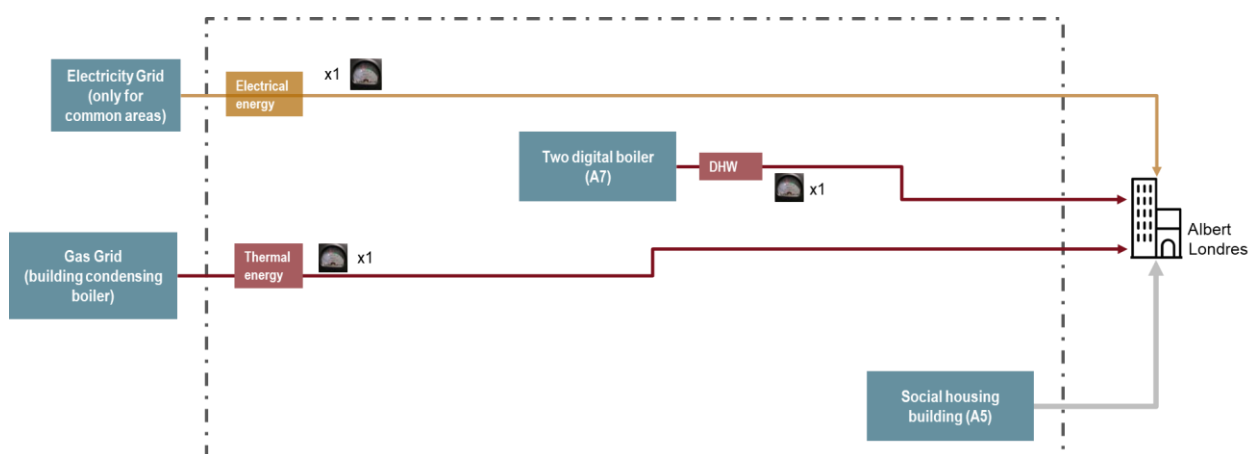 Electricity Grid
(only for
common areas)
Electrical
energy
x1
Two digital boiler
(A7)
DHW
x1
Albert
Londres
Gas Grid
(building condensing
boiler)
Thermal
energy
x1
Social housing
building (A5)